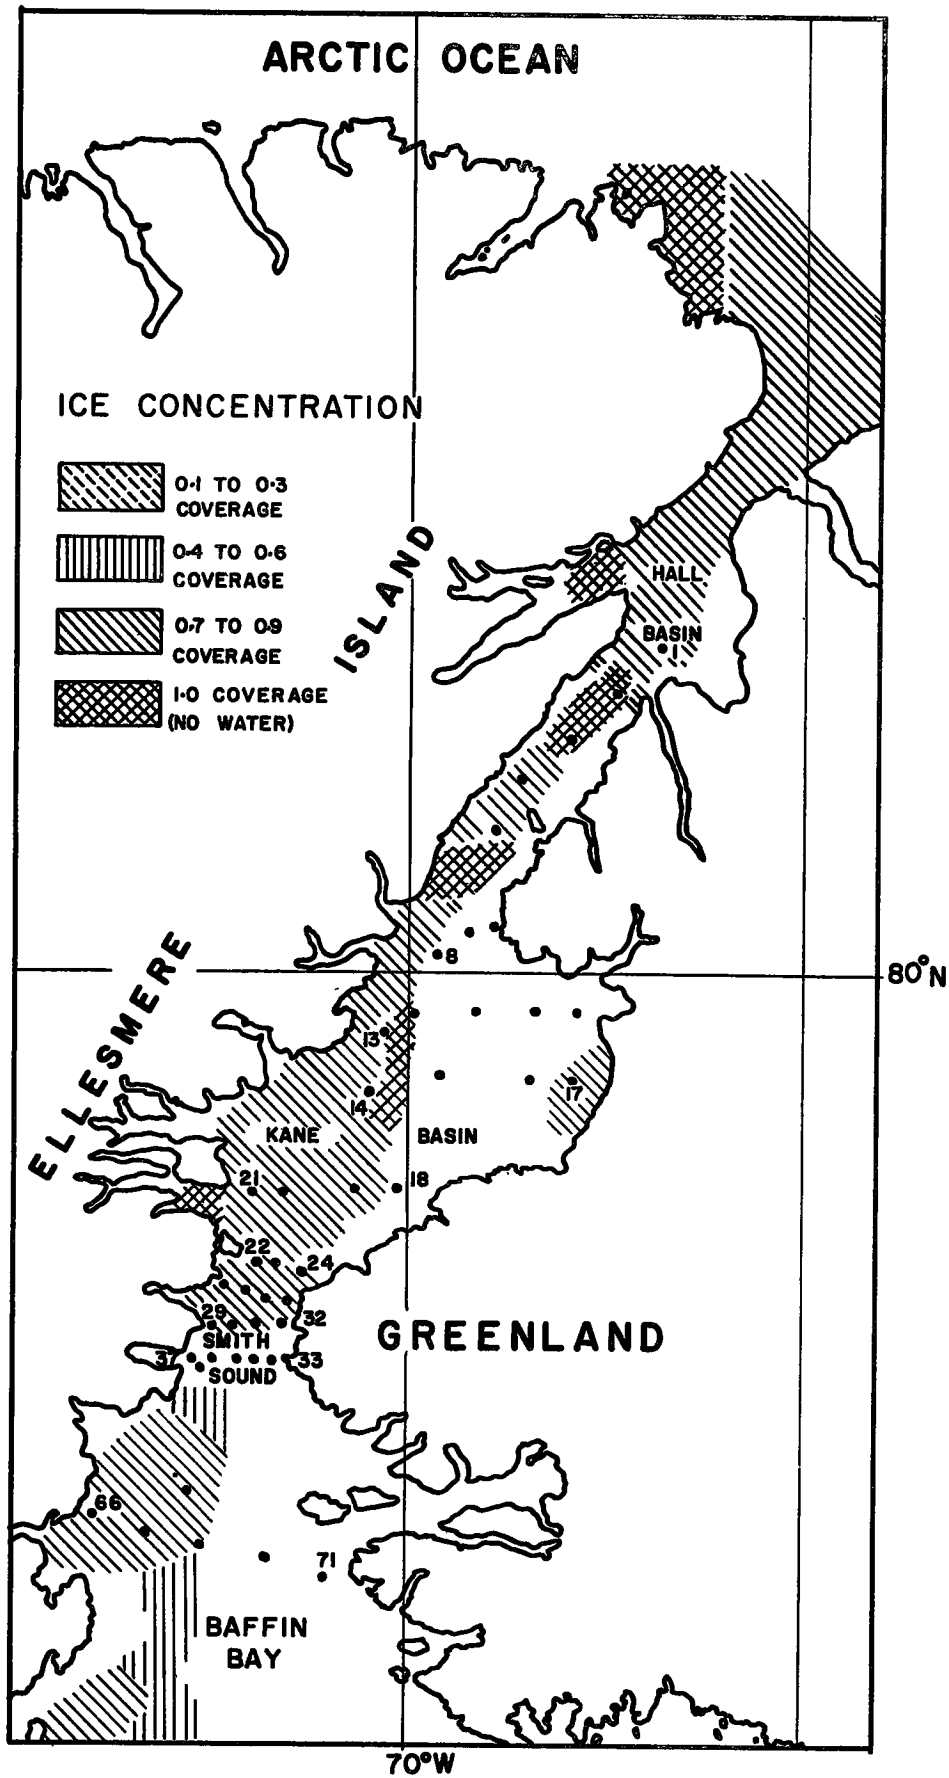 ARCTIC OCEAN
ICE CONCENTRATION
0.1 TO 0.3
COVERAGE
0.4 TO 0.6
COVERAGE
0.7 TO 0.9
COVERAGE
1.0 COVERAGE
(NO WATER)
ELLESMERE
ISLAND
HALL
BASIN
1
8
80°N
13
14
17
KANE
BASIN
21
18
22
24
29
32
SMITH
37
33
SOUND
GREENLAND
66
71
BAFFIN
BAY
70°W